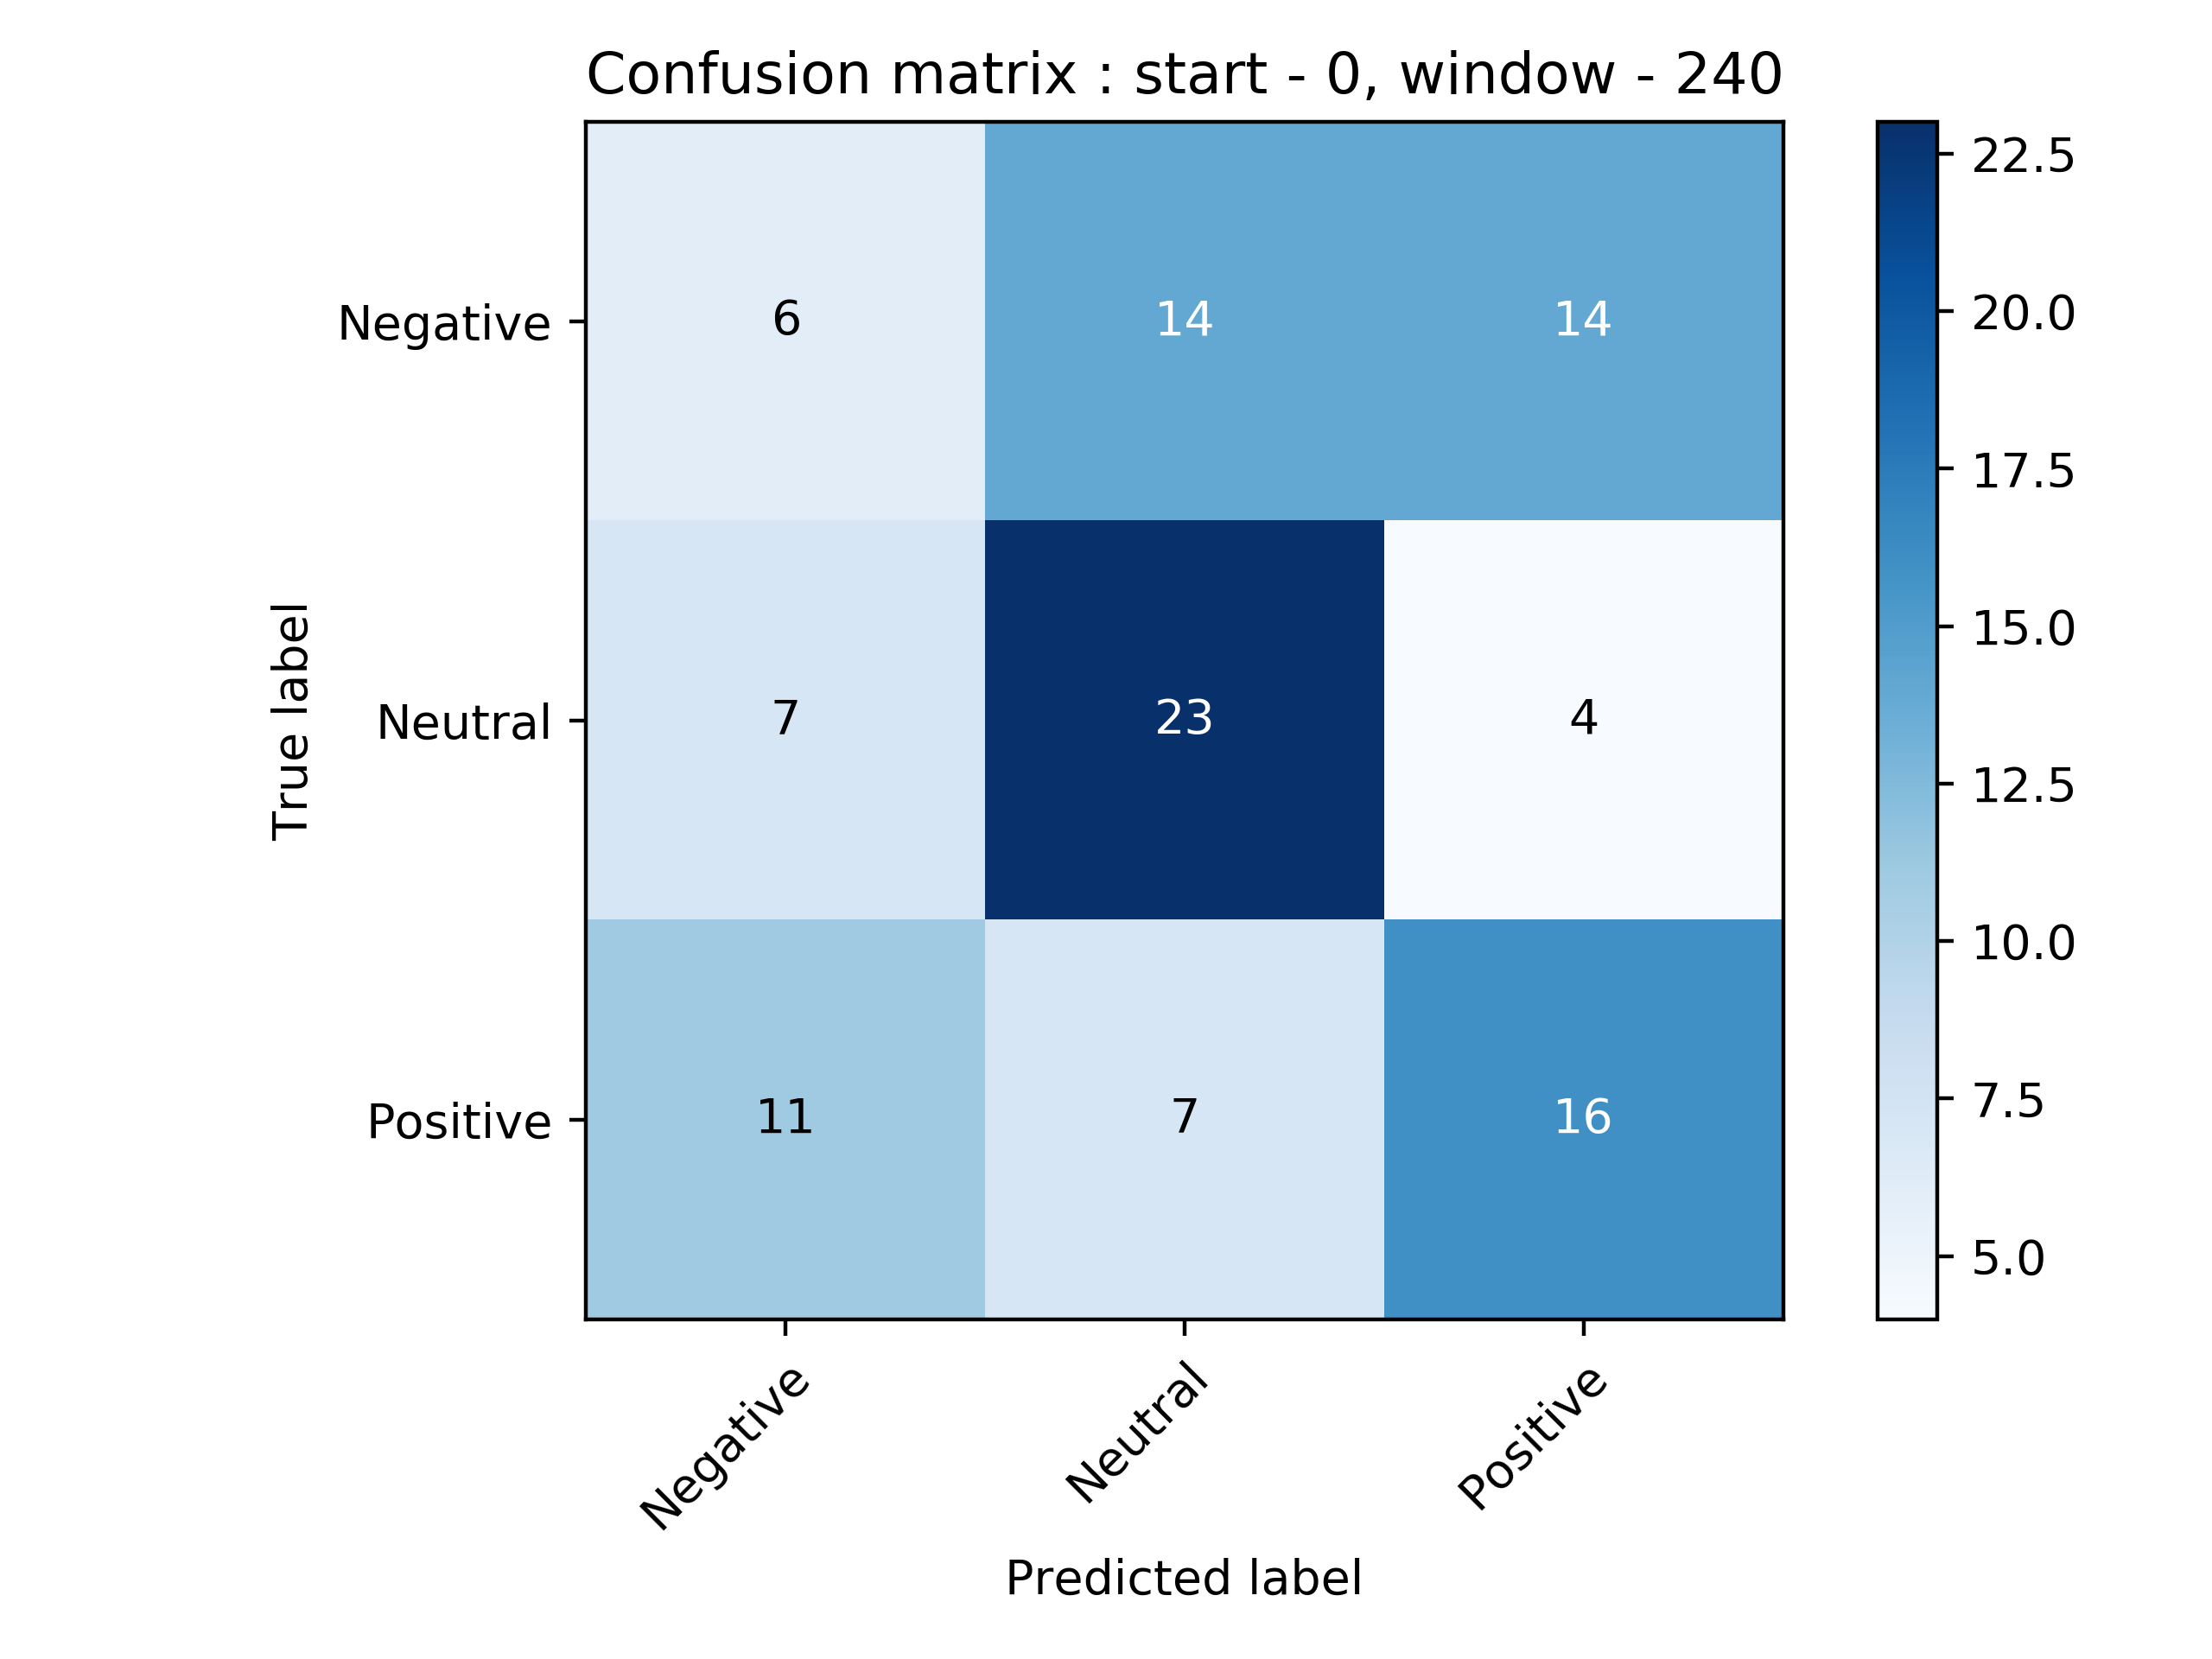 Confusion matrix : start - 0, window - 240
Negative 6 14 14
Neutral 7 23 4
Positive 11 7 16
Negative Neutral Positive
Predicted label
True label
22.5
20.0
17.5
15.0
12.5
10.0
7.5
5.0